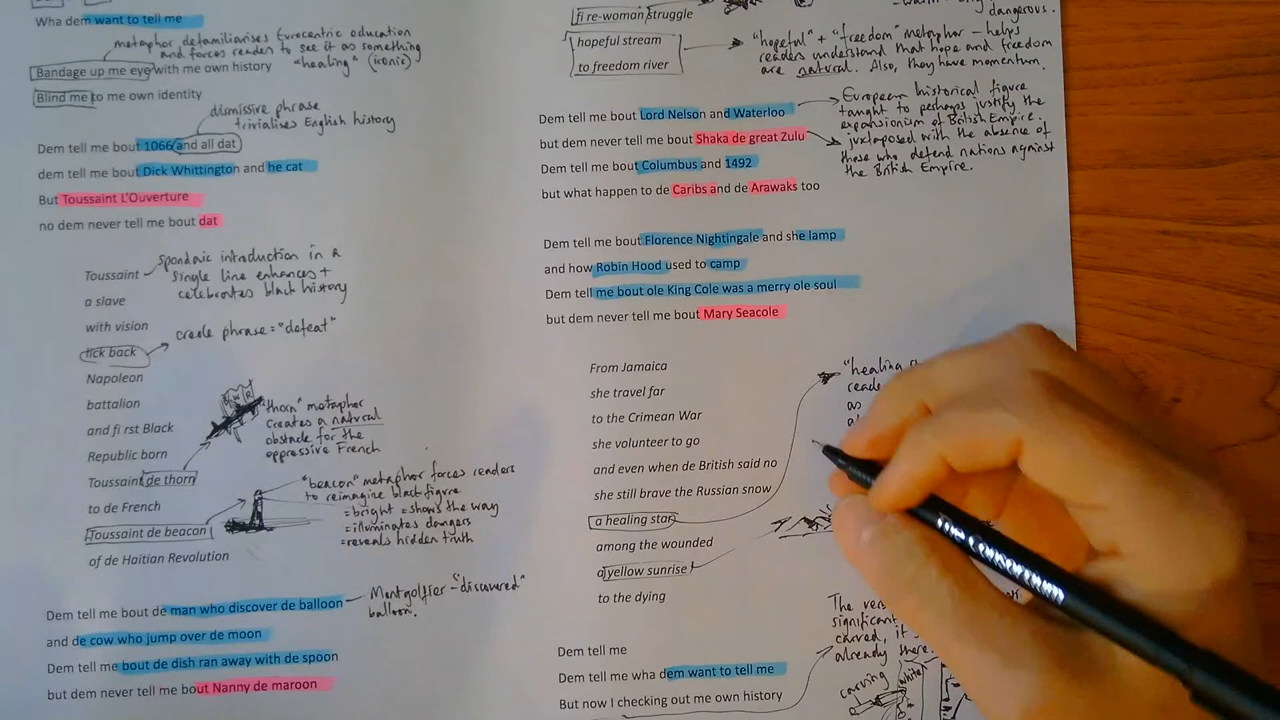 Wha dem want to tell me
metaphor defamiliarises Eurocentric education
and forces readers to see it as something
"healing" (iconic)
Bandage up me eye with me own history
Blind me to me own identity
dismissive phrase
trivialises English history
Dem tell me bout 1066 and all dat
dem tell me bout Dick Whittington and he cat
But Toussaint L'Ouverture
no dem never tell me bout dat
Toussaint
a slave
with vision
lick back
Napoleon
battalion
and fi rst Black
Republic born
Toussaint de thorn
to de French
Toussaint de beacon
of de Haitian Revolution
spondaic introduction in a
single line enhances +
celebrates black history
creole phrase = "defeat"
"thorn" metaphor
creates a natural
obstacle for the
oppressive French
"beacon" metaphor forces readers
to reimagine black figure
= bright = shows the way
= illuminates dangers
= reveals hidden truth
Dem tell me bout de man who discover de balloon
and de cow who jump over de moon
Dem tell me bout de dish ran away with de spoon
but dem never tell me bout Nanny de maroon
Montgolfier - "discovered"
balloon.
fi re-woman struggle
hopeful stream
to freedom river
dangerous.
"hopeful" + "freedom" metaphor - helps
readers understand that hope and freedom
are natural. Also, they have momentum.
Dem tell me bout Lord Nelson and Waterloo
but dem never tell me bout Shaka de great Zulu
Dem tell me bout Columbus and 1492
but what happen to de Caribs and de Arawaks too
European historical figure
taught to perhaps justify the
expansionism of British Empire.
juxtaposed with the absence of
those who defend nations against
the British Empire.
Dem tell me bout Florence Nightingale and she lamp
and how Robin Hood used to camp
Dem tell me bout ole King Cole was a merry ole soul
but dem never tell me bout Mary Seacole
From Jamaica
she travel far
to the Crimean War
she volunteer to go
and even when de British said no
she still brave the Russian snow
a healing star
among the wounded
a yellow sunrise
to the dying
"healing
as
Dem tell me
Dem tell me wha dem want to tell me
But now I checking out me own history
The
significant
carved, it
already there.
carving
white
The Consortium